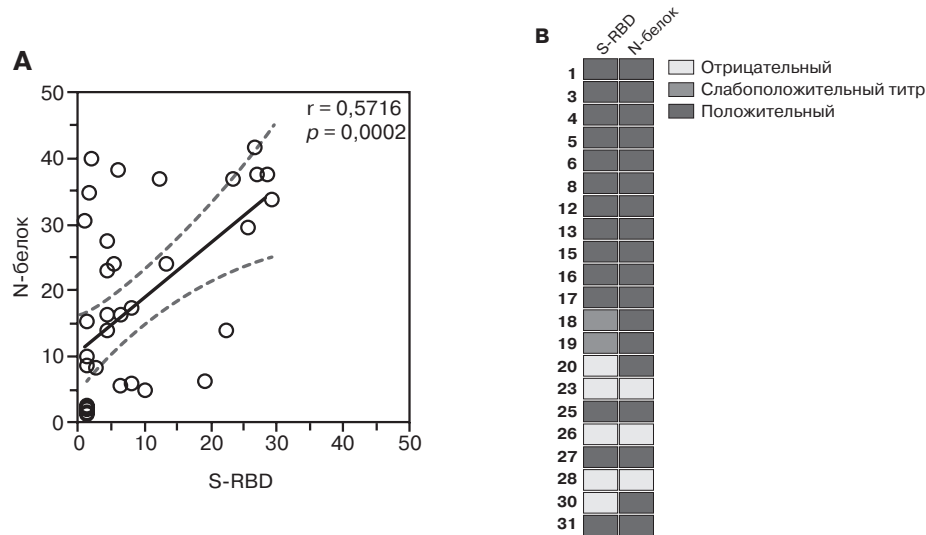 A
r = 0,5716
p = 0,0002
50
40
30
20
10
0
N-белок
0 10 20 30 40 50
S-RBD
B
S-RBD N-белок
Отрицательный
Слабоположительный титр
Положительный
1
3
4
5
6
8
12
13
15
16
17
18
19
20
23
25
26
27
28
30
31